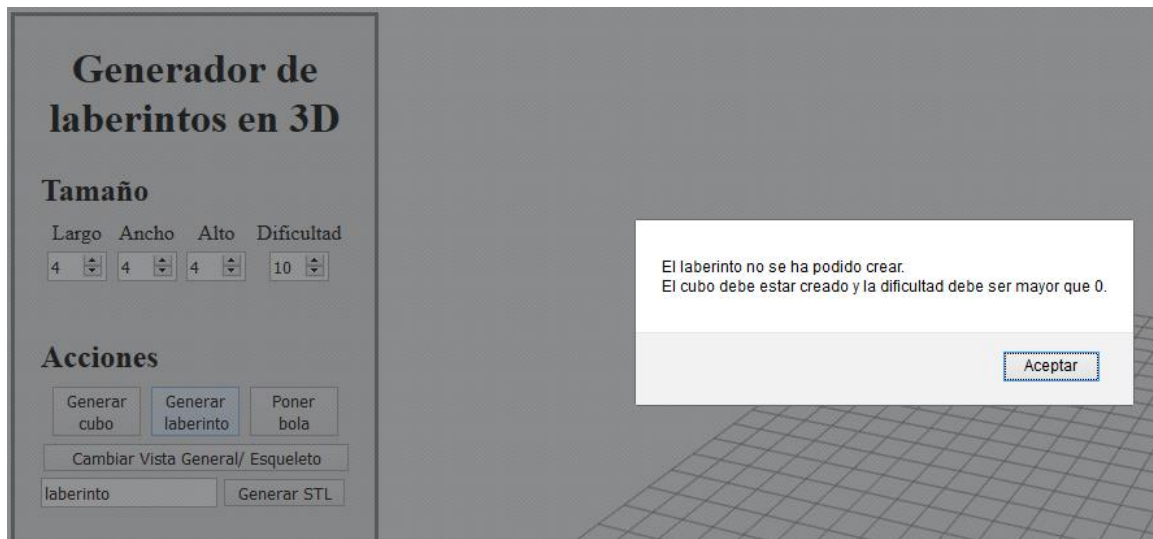 Generador de
laberintos en 3D
Tamaño
Largo Ancho Alto Dificultad
4 4 4 10
El laberinto no se ha podido crear.
El cubo debe estar creado y la dificultad debe ser mayor que 0.
Aceptar
Acciones
Generar
cubo
Generar
laberinto
Poner
bola
Cambiar Vista General/ Esqueleto
laberinto Generar STL